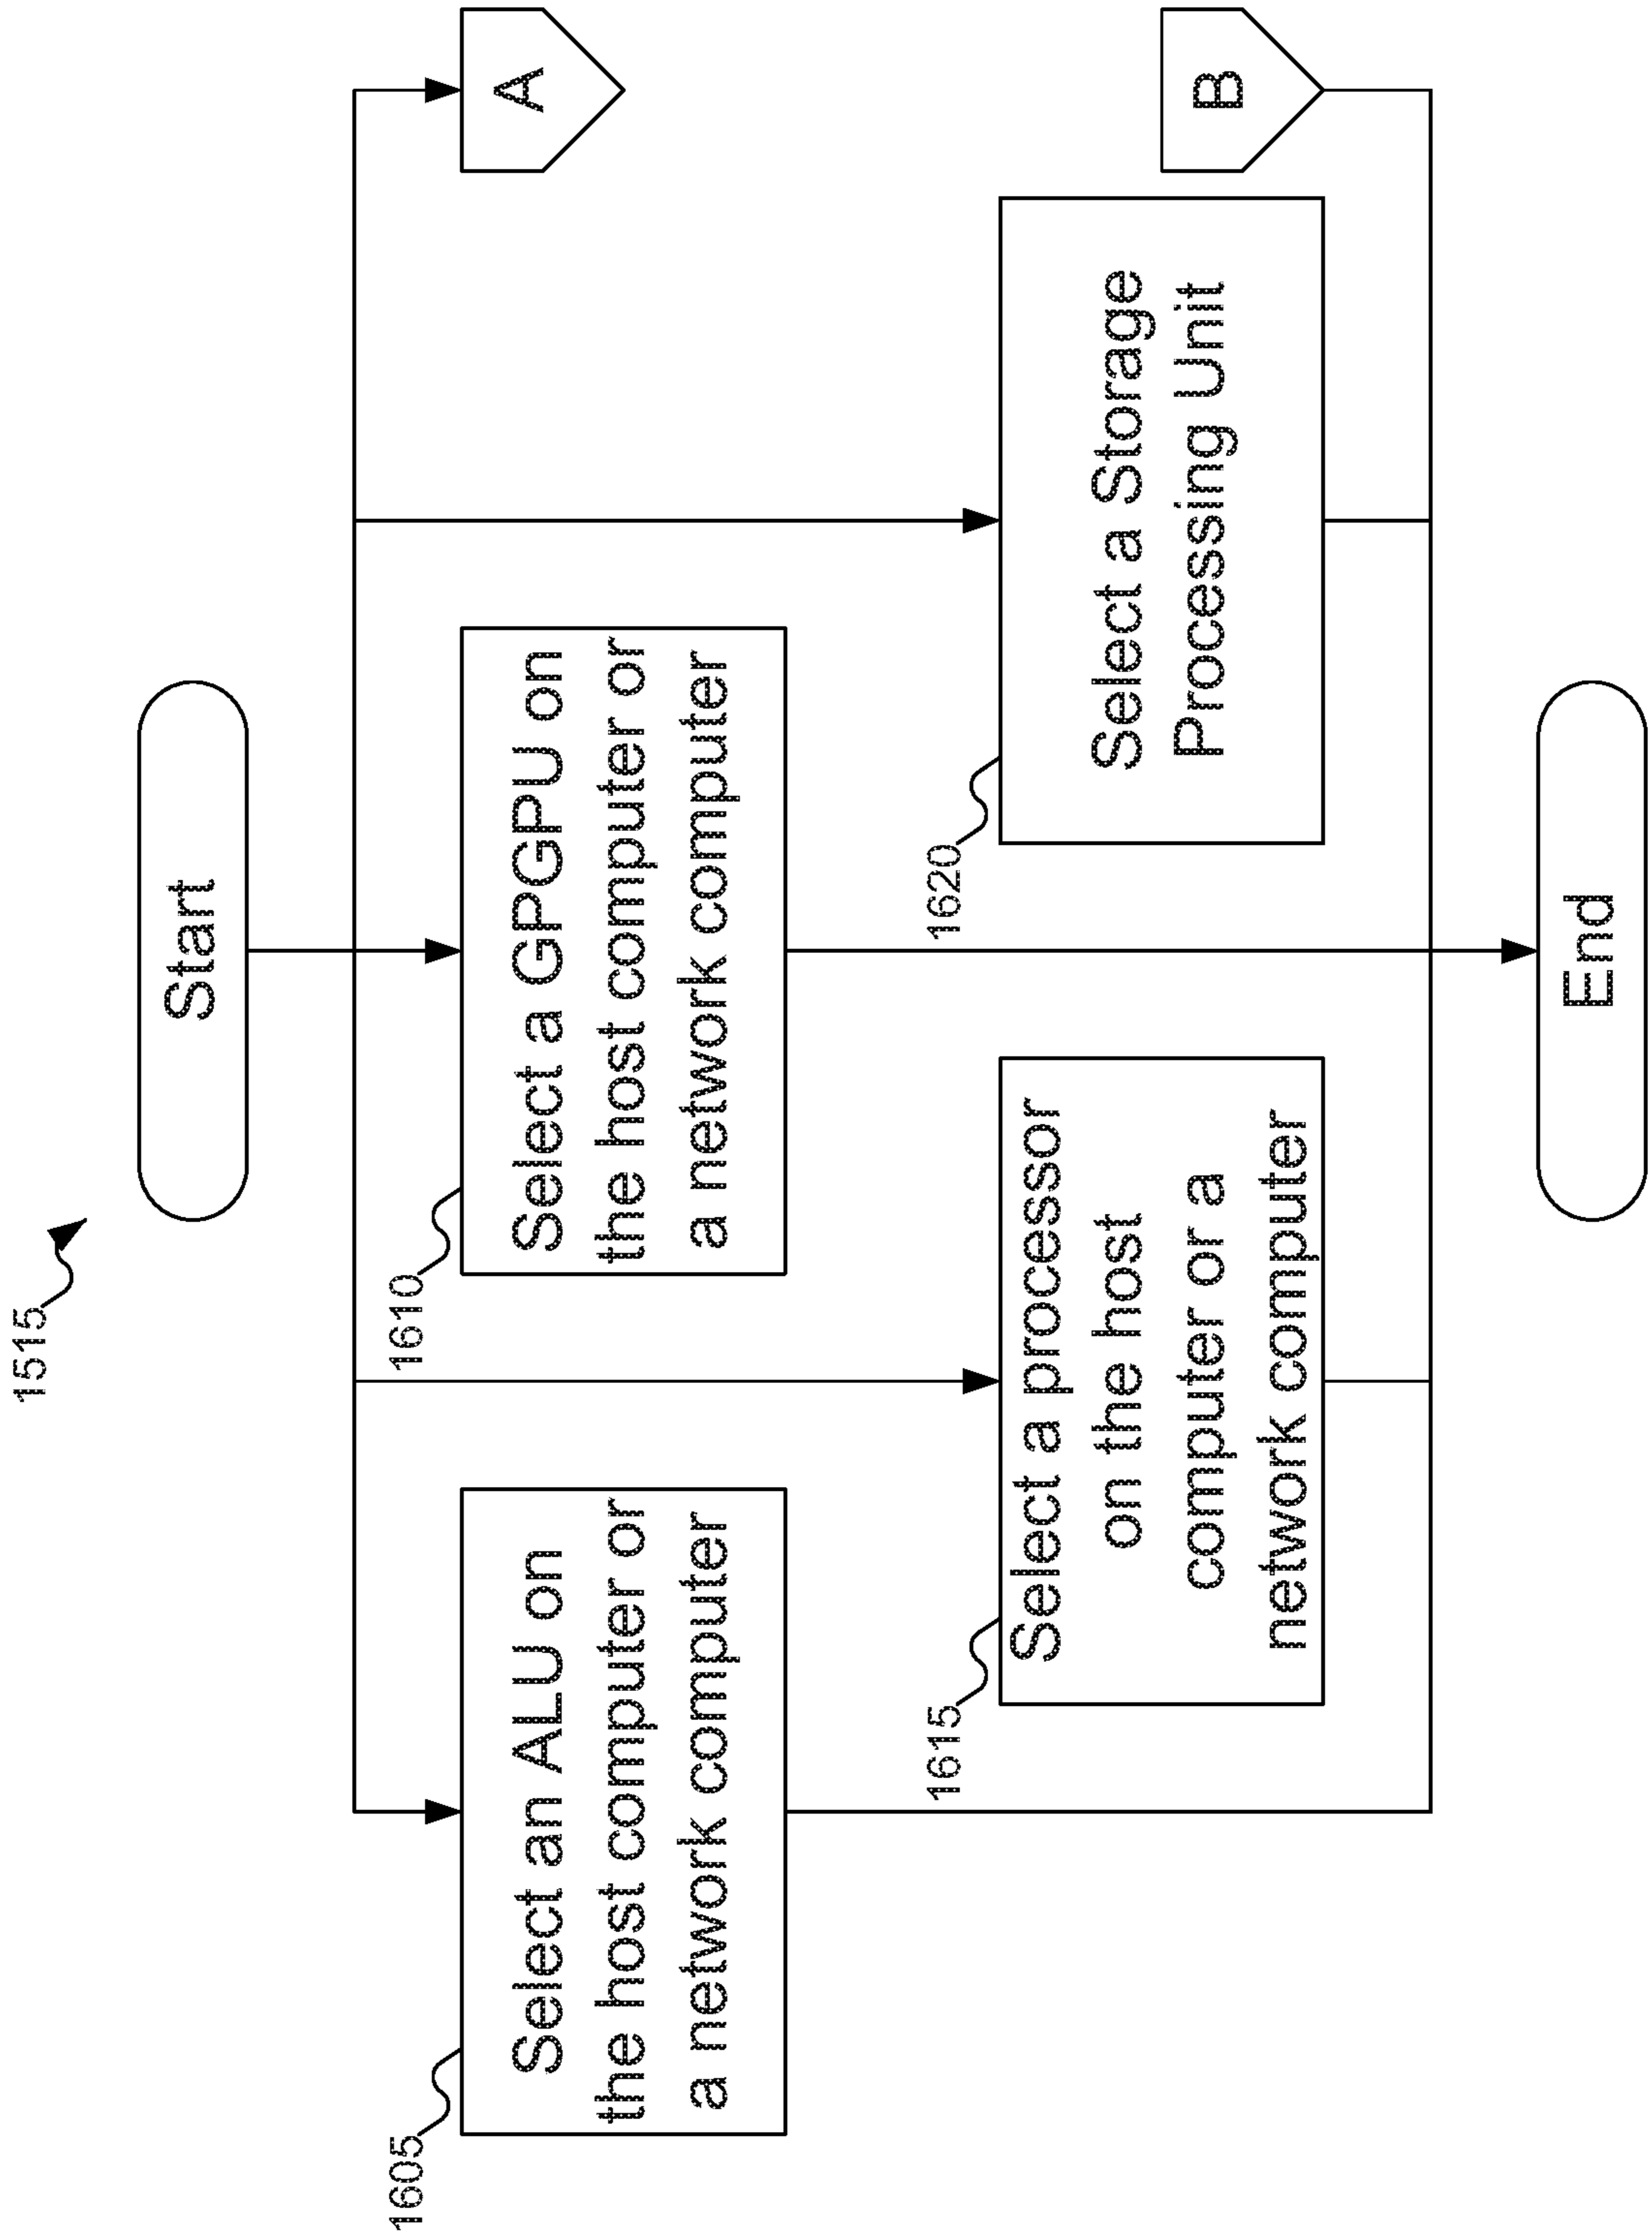 1515
Start
1605
Select an ALU on
the host computer or
a network computer
1610
Select a GPGPU on
the host computer or
a network computer
A
1615
Select a processor
on the host
computer or a
network computer
1620
Select a Storage
Processing Unit
B
End